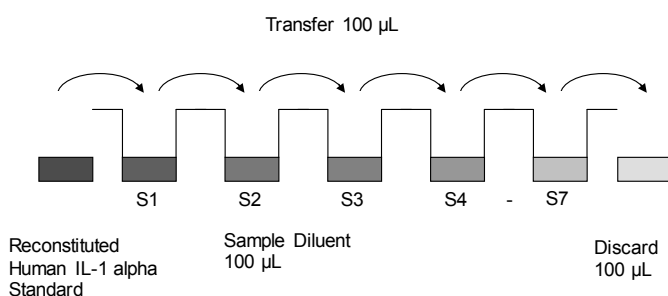 Transfer 100 µL
S1 S2 S3 S4 - S7
Reconstituted
Human IL-1 alpha
Standard
Sample Diluent
100 µL
Discard
100 µL